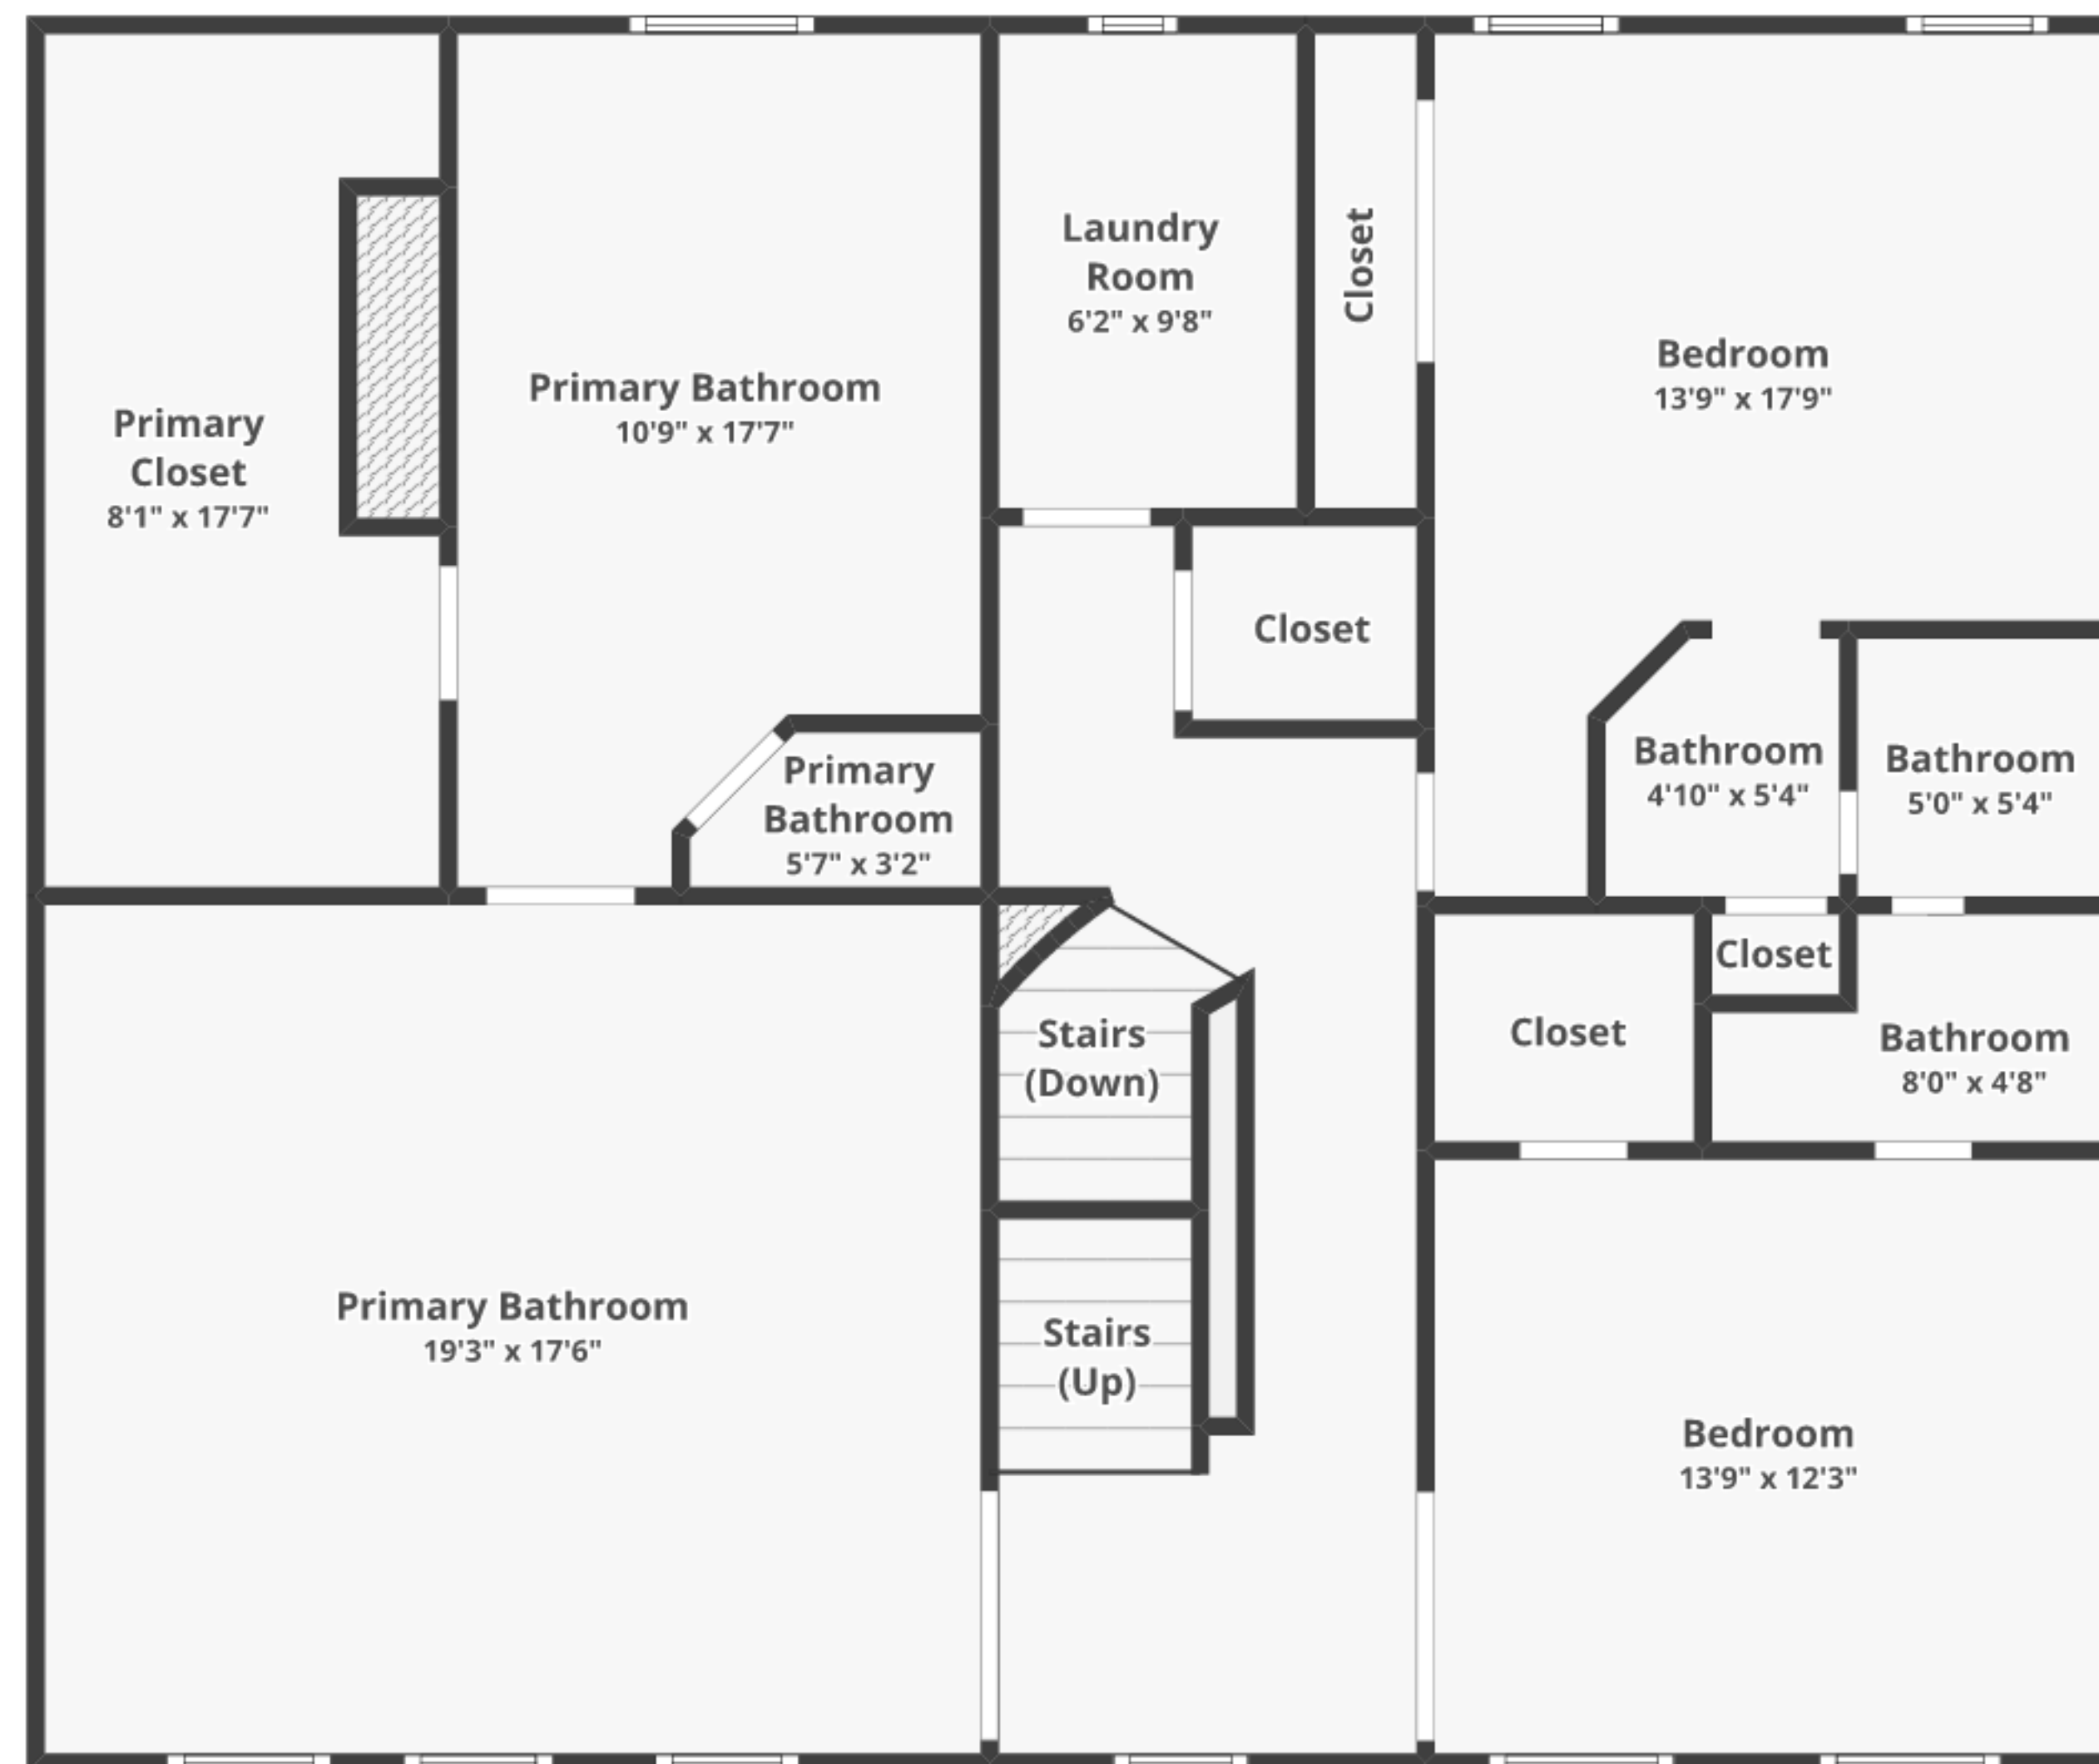 Primary
Closet
8'1" x 17'7"
Primary Bathroom
10'9" x 17'7"
Laundry
Room
6'2" x 9'8"
Closet
Bedroom
13'9" x 17'9"
Closet
Primary
Bathroom
5'7" x 3'2"
Bathroom
4'10" x 5'4"
Bathroom
5'0" x 5'4"
Closet
Closet
Bathroom
8'0" x 4'8"
Stairs
(Down)
Primary Bathroom
19'3" x 17'6"
Stairs
(Up)
Bedroom
13'9" x 12'3"